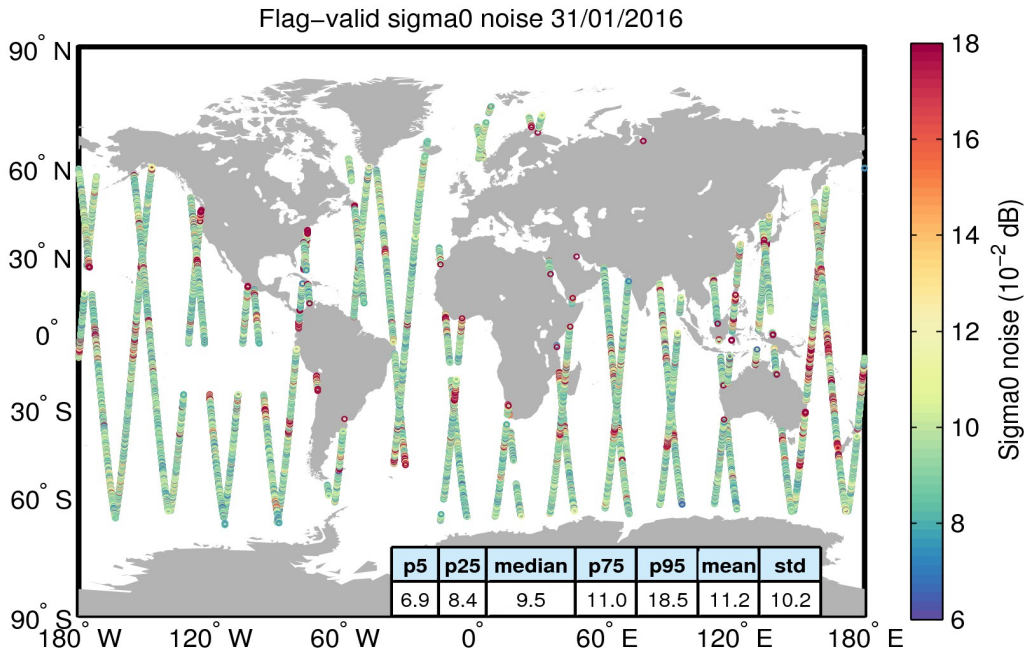 Flag−valid sigma0 noise 31/01/2016
90° N
60° N
30° N
0°
30° S
60° S
90° S
180° W
120° W
60° W
0°
60° E
120° E
180° E
p5 p25 median p75 p95 mean std
6.9 8.4 9.5 11.0 18.5 11.2 10.2
18
16
14
12
10
8
6
Sigma0 noise (10⁻² dB)